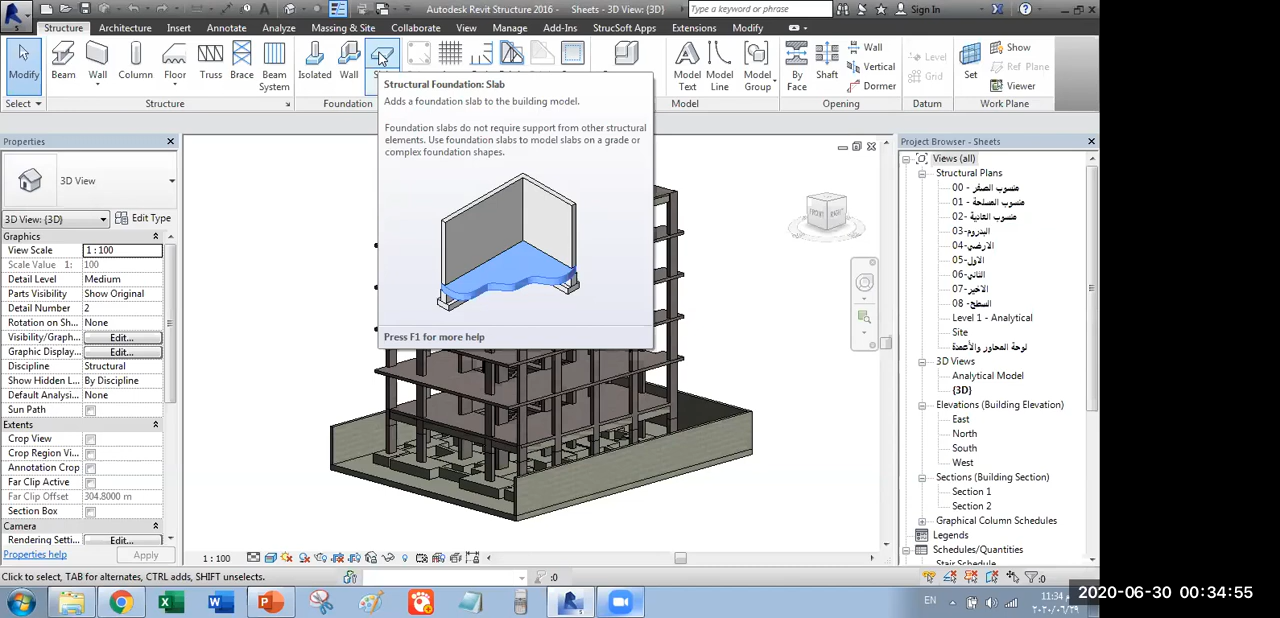 Autodesk Revit Structure 2016 - Sheets - 3D View: {3D}
Type a keyword or phrase
Sign In
Structure
Architecture
Insert
Annotate
Analyze
Massing & Site
Collaborate
View
Manage
Add-Ins
StrucSoft Apps
Extensions
Modify
Modify
Beam
Wall
Column
Floor
Truss
Brace
Beam
System
Isolated
Wall
Model
Text
Model
Line
Model
Group
By
Face
Shaft
Wall
Vertical
Dormer
Level
Grid
Set
Show
Ref Plane
Viewer
Select
Structure
Foundation
Model
Opening
Datum
Work Plane
Structural Foundation: Slab
Adds a foundation slab to the building model.
Foundation slabs do not require support from other structural
elements. Use foundation slabs to model slabs on a grade or
complex foundation shapes.
Press F1 for more help
Properties
3D View
3D View: {3D}
Edit Type
Graphics
View Scale 1 : 100
Scale Value 1: 100
Detail Level Medium
Parts Visibility Show Original
Detail Number 2
Rotation on Sh... None
Visibility/Graph... Edit...
Graphic Display... Edit...
Discipline Structural
Show Hidden L... By Discipline
Default Analysi... None
Sun Path
Extents
Crop View
Crop Region Vi...
Annotation Crop
Far Clip Active
Far Clip Offset 304.8000 m
Section Box
Camera
Rendering Setti... Edit...
Properties help
Apply
FRONT
RIGHT
Project Browser - Sheets
Views (all)
Structural Plans
00 - منسوب الصفر
01 - منسوب المسلحة
02- منسوب العادية
03-البدروم
04-الارضي
05-الاول
06-الثاني
07-الاخير
08 -السطح
Level 1 - Analytical
Site
لوحة المحاور والأعمدة
3D Views
Analytical Model
{3D}
Elevations (Building Elevation)
East
North
South
West
Sections (Building Section)
Section 1
Section 2
Graphical Column Schedules
Legends
Schedules/Quantities
1 : 100
Click to select, TAB for alternates, CTRL adds, SHIFT unselects.
:0
:0
EN
11:34 م
٢٠٢٠/٠٦/٢٩
2020-06-30 00:34:55